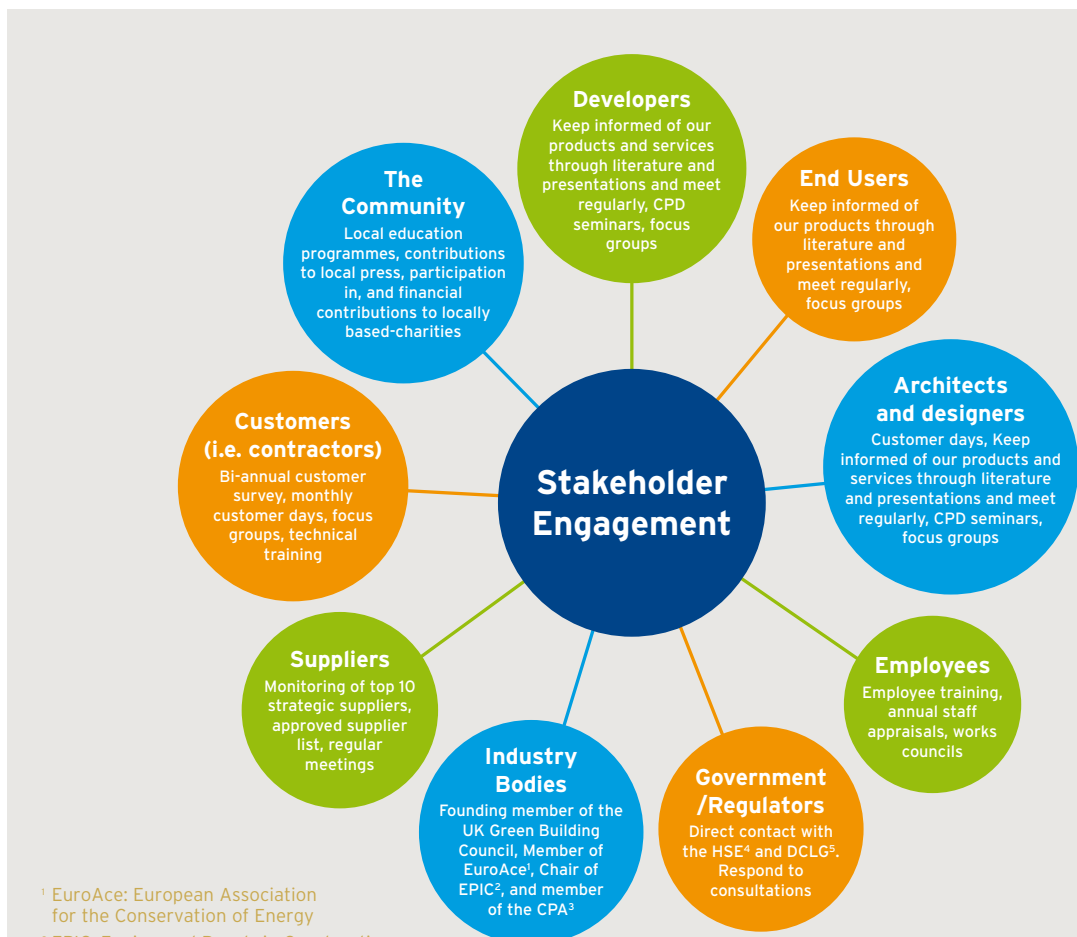 Developers
Keep informed of our
products and services
through literature and
presentations and meet
regularly, CPD
seminars, focus
groups
End Users
Keep informed of
our products through
literature and
presentations and
meet regularly,
focus groups
The
Community
Local education
programmes, contributions
to local press, participation
in, and financial
contributions to locally
based-charities
Architects
and designers
Customer days, Keep
informed of our products and
services through literature
and presentations and meet
regularly, CPD seminars,
focus groups
Customers
(i.e. contractors)
Bi-annual customer
survey, monthly
customer days, focus
groups, technical
training
Stakeholder
Engagement
Suppliers
Monitoring of top 10
strategic suppliers,
approved supplier
list, regular
meetings
Employees
Employee training,
annual staff
appraisals, works
councils
Industry
Bodies
Founding member of the
UK Green Building
Council, Member of
EuroAce¹, Chair of
EPIC², and member
of the CPA³
Government
/Regulators
Direct contact with
the HSE⁴ and DCLG⁵.
Respond to
consultations
¹ EuroAce: European Association
for the Conservation of Energy